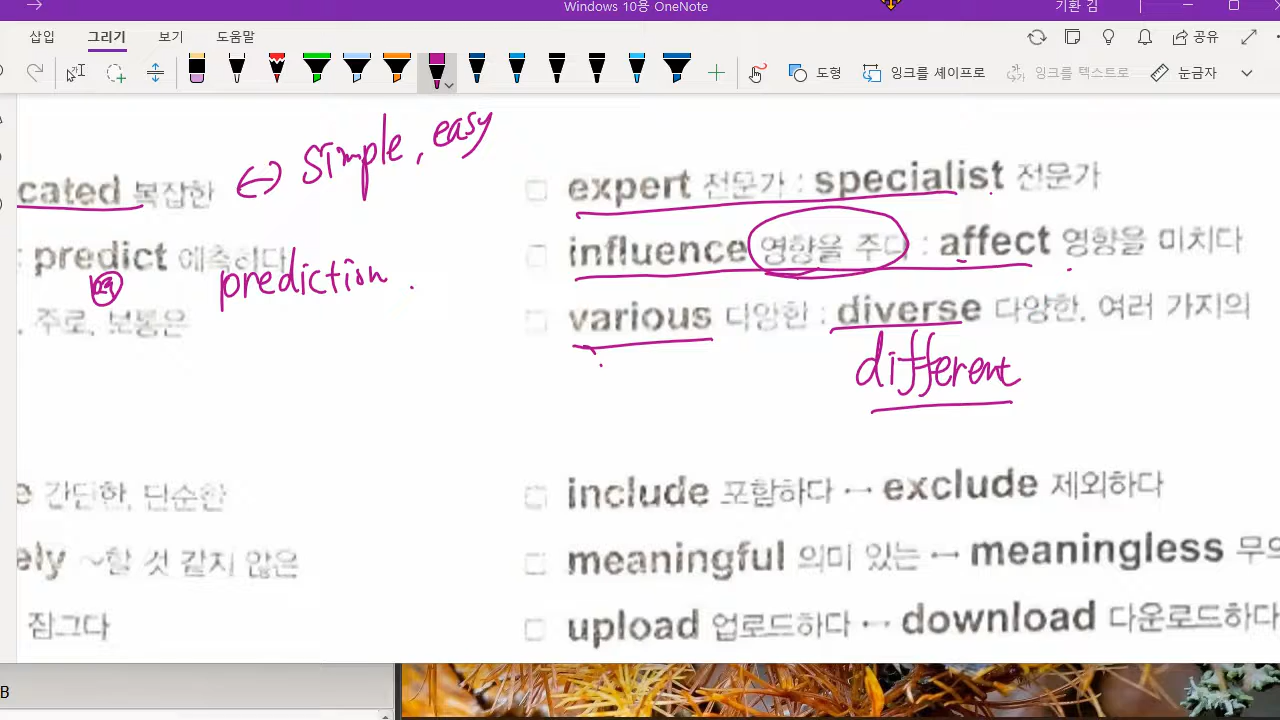 Windows 10용 OneNote
기환 김
삽입 그리기 보기 도움말
공유
도형 잉크를 셰이프로 잉크를 텍스트로 눈금자
simple, easy
cated 복잡한 ↔
: predict 예측하다
prediction
, 주로, 보통은
간단한, 단순한
ely ~할 것 같지 않은
잠그다
expert 전문가 : specialist 전문가
influence 영향을 주다 : affect 영향을 미치다
various 다양한 : diverse 다양한, 여러 가지의
different
include 포함하다 ↔ exclude 제외하다
meaningful 의미 있는 ↔ meaningless 무의
upload 업로드하다 ↔ download 다운로드하다
B